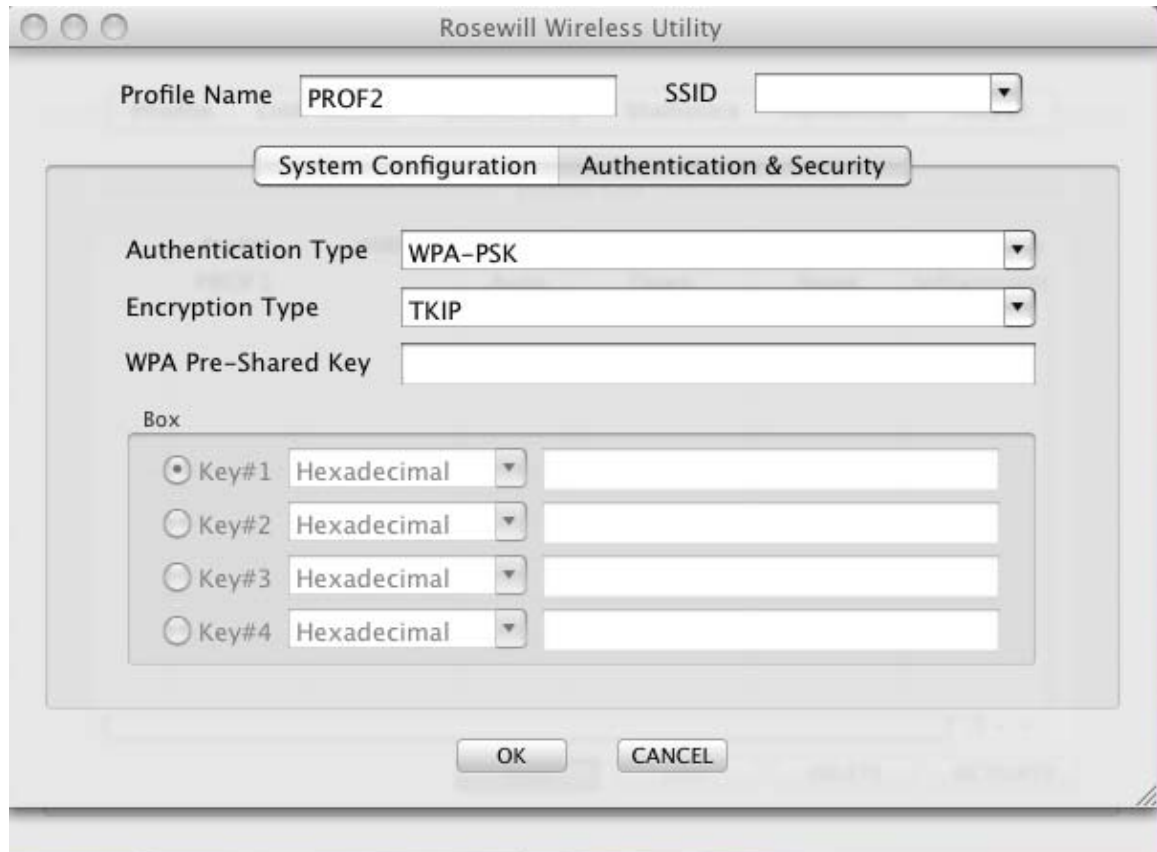 Rosewill Wireless Utility
Profile Name PROF2 SSID
System Configuration Authentication & Security
Authentication Type WPA-PSK
Encryption Type TKIP
WPA Pre-Shared Key
Box
Key#1 Hexadecimal
Key#2 Hexadecimal
Key#3 Hexadecimal
Key#4 Hexadecimal
OK CANCEL